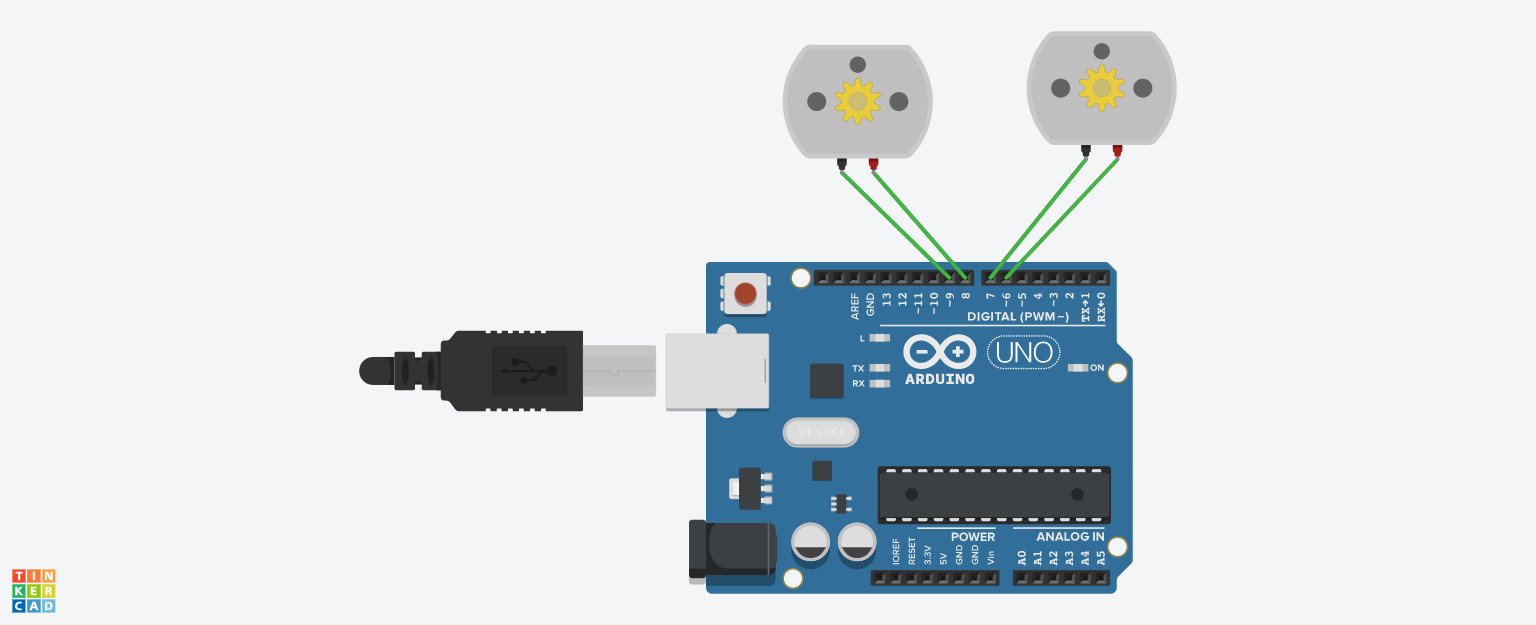 AREF
GND
13
12
~11
~10
~9
8
7
~6
~5
4
~3
2
TX→1
RX←0
DIGITAL (PWM~)
L
TX
RX
UNO
ARDUINO
ON
POWER
ANALOG IN
IOREF
RESET
3.3V
5V
GND
GND
Vin
A0
A1
A2
A3
A4
A5
TIN
KER
CAD